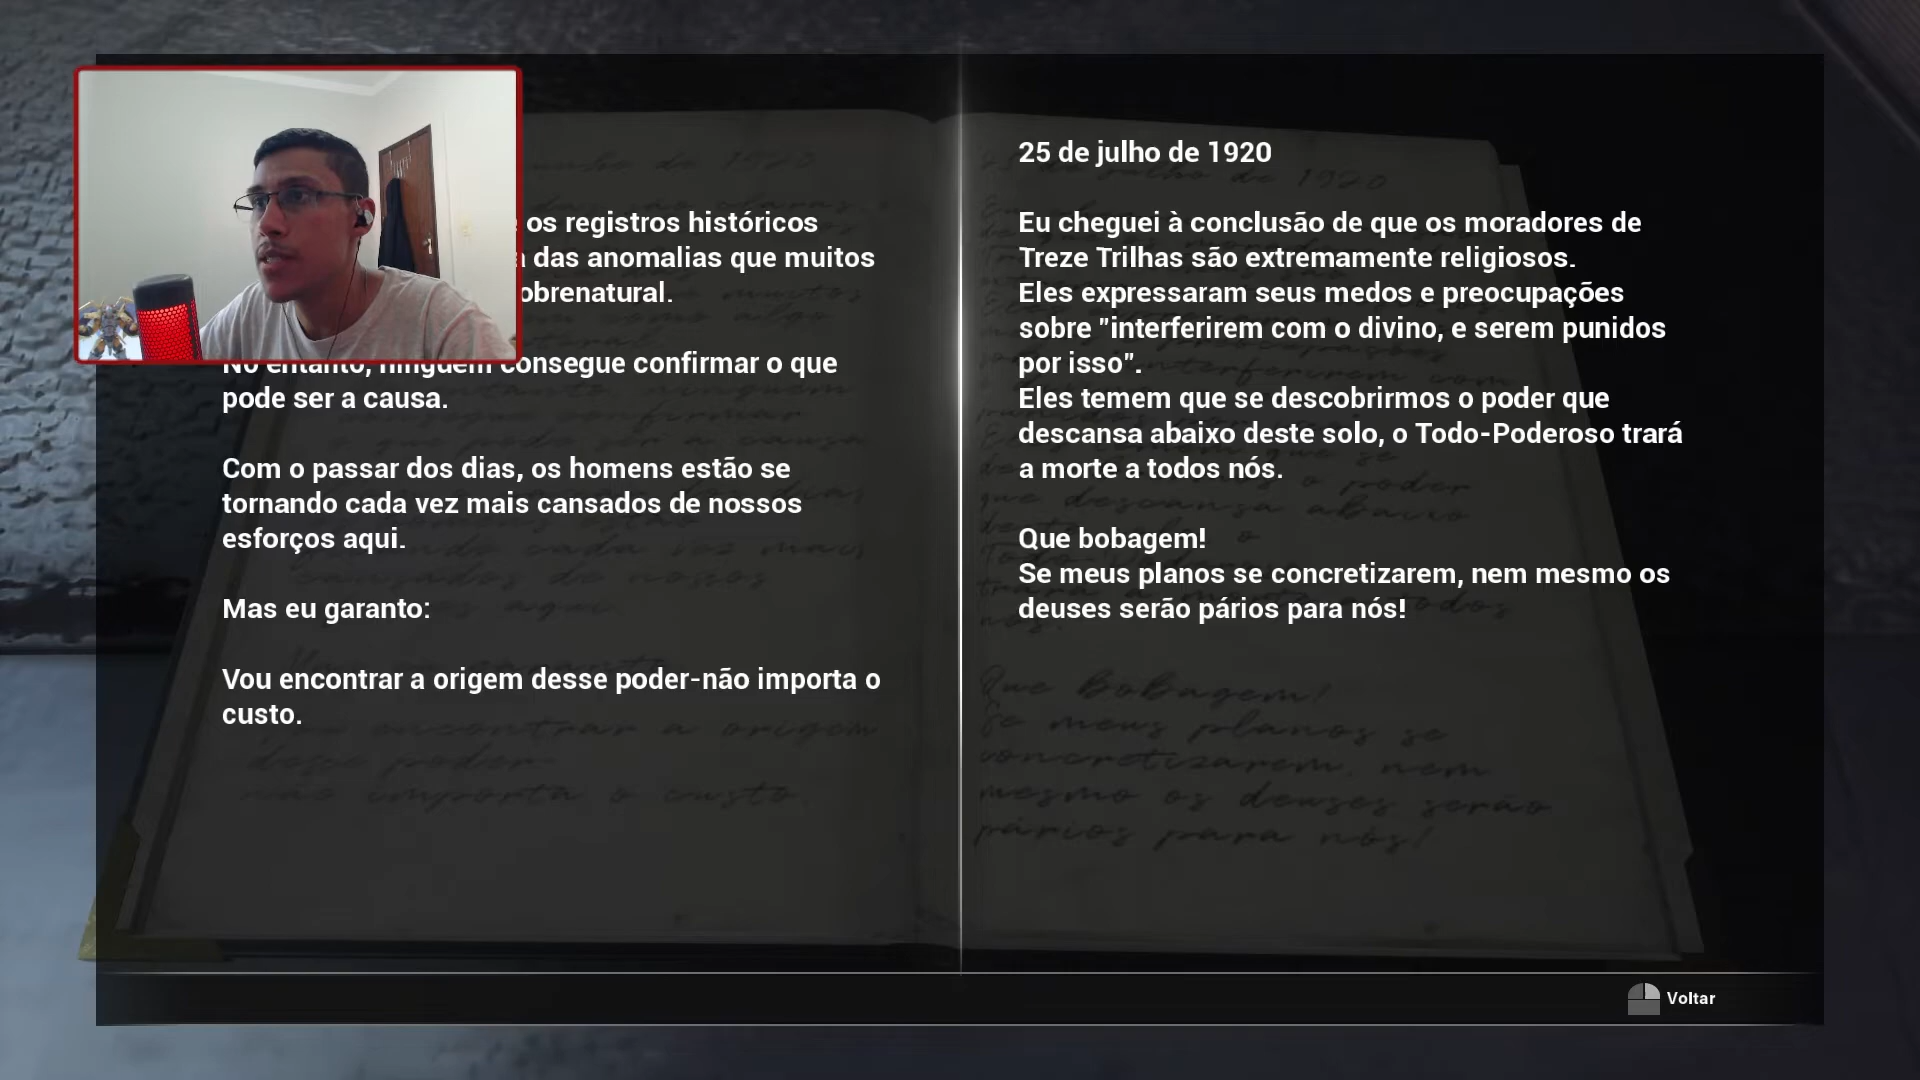 os registros históricos
das anomalias que muitos
obrenatural.
No entanto, ninguém consegue confirmar o que
pode ser a causa.
Com o passar dos dias, os homens estão se
tornando cada vez mais cansados de nossos
esforços aqui.
Mas eu garanto:
Vou encontrar a origem desse poder-não importa o
custo.
25 de julho de 1920
Eu cheguei à conclusão de que os moradores de
Treze Trilhas são extremamente religiosos.
Eles expressaram seus medos e preocupações
sobre "interferirem com o divino, e serem punidos
por isso".
Eles temem que se descobrirmos o poder que
descansa abaixo deste solo, o Todo-Poderoso trará
a morte a todos nós.
Que bobagem!
Se meus planos se concretizarem, nem mesmo os
deuses serão pários para nós!
Voltar